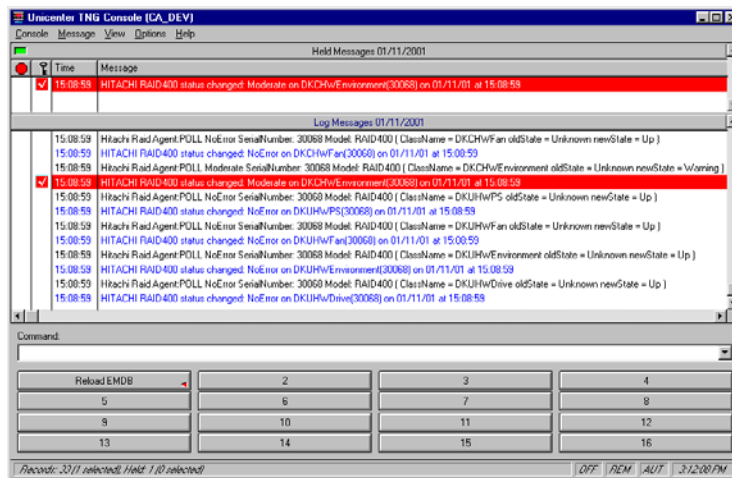 Unicenter TNG Console (CA_DEV)
Console Message View Options Help
Held Messages 01/11/2001
Time Message
15:08:59 HITACHI RAID400 status changed: Moderate on DKCHWEnvironment(30068) on 01/11/01 at 15:08:59
Log Messages 01/11/2001
15:08:59 Hitachi Raid Agent:POLL NoError SerialNumber: 30068 Model: RAID400 ( ClassName = DKCHWFan oldState = Unknown newState = Up )
15:08:59 HITACHI RAID400 status changed: NoError on DKCHWFan(30068) on 01/11/01 at 15:08:59
15:08:59 Hitachi Raid Agent:POLL Moderate SerialNumber: 30068 Model: RAID400 ( ClassName = DKCHWEnvironment oldState = Unknown newState = Warning )
15:08:59 HITACHI RAID400 status changed: Moderate on DKCHWEnvironment(30068) on 01/11/01 at 15:08:59
15:08:59 Hitachi Raid Agent:POLL NoError SerialNumber: 30068 Model: RAID400 ( ClassName = DKUHWPS oldState = Unknown newState = Up )
15:08:59 HITACHI RAID400 status changed: NoError on DKUHWPS(30068) on 01/11/01 at 15:08:59
15:08:59 Hitachi Raid Agent:POLL NoError SerialNumber: 30068 Model: RAID400 ( ClassName = DKUHWFan oldState = Unknown newState = Up )
15:08:59 HITACHI RAID400 status changed: NoError on DKUHWFan(30068) on 01/11/01 at 15:08:59
15:08:59 Hitachi Raid Agent:POLL NoError SerialNumber: 30068 Model: RAID400 ( ClassName = DKUHWEnvironment oldState = Unknown newState = Up )
15:08:59 HITACHI RAID400 status changed: NoError on DKUHWEnvironment(30068) on 01/11/01 at 15:08:59
15:08:59 Hitachi Raid Agent:POLL NoError SerialNumber: 30068 Model: RAID400 ( ClassName = DKUHWDrive oldState = Unknown newState = Up )
15:08:59 HITACHI RAID400 status changed: NoError on DKUHWDrive(30068) on 01/11/01 at 15:08:59
Command:
Reload EMDB 2 3 4
5 6 7 8
9 10 11 12
13 14 15 16
Records: 33 (1 selected), Held: 1 (0 selected) OFF REM AUT 3:12:08 PM